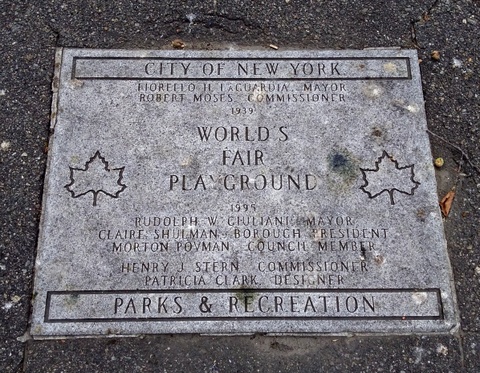 CITY OF NEW YORK
FIORELLO H. LAGUARDIA, MAYOR
ROBERT MOSES, COMMISSIONER
1939
WORLD'S
FAIR
PLAYGROUND
1995
RUDOLPH W. GIULIANI, MAYOR
CLAIRE SHULMAN, BOROUGH PRESIDENT
MORTON POVMAN, COUNCIL MEMBER
HENRY J. STERN, COMMISSIONER
PATRICIA CLARK, DESIGNER
PARKS & RECREATION